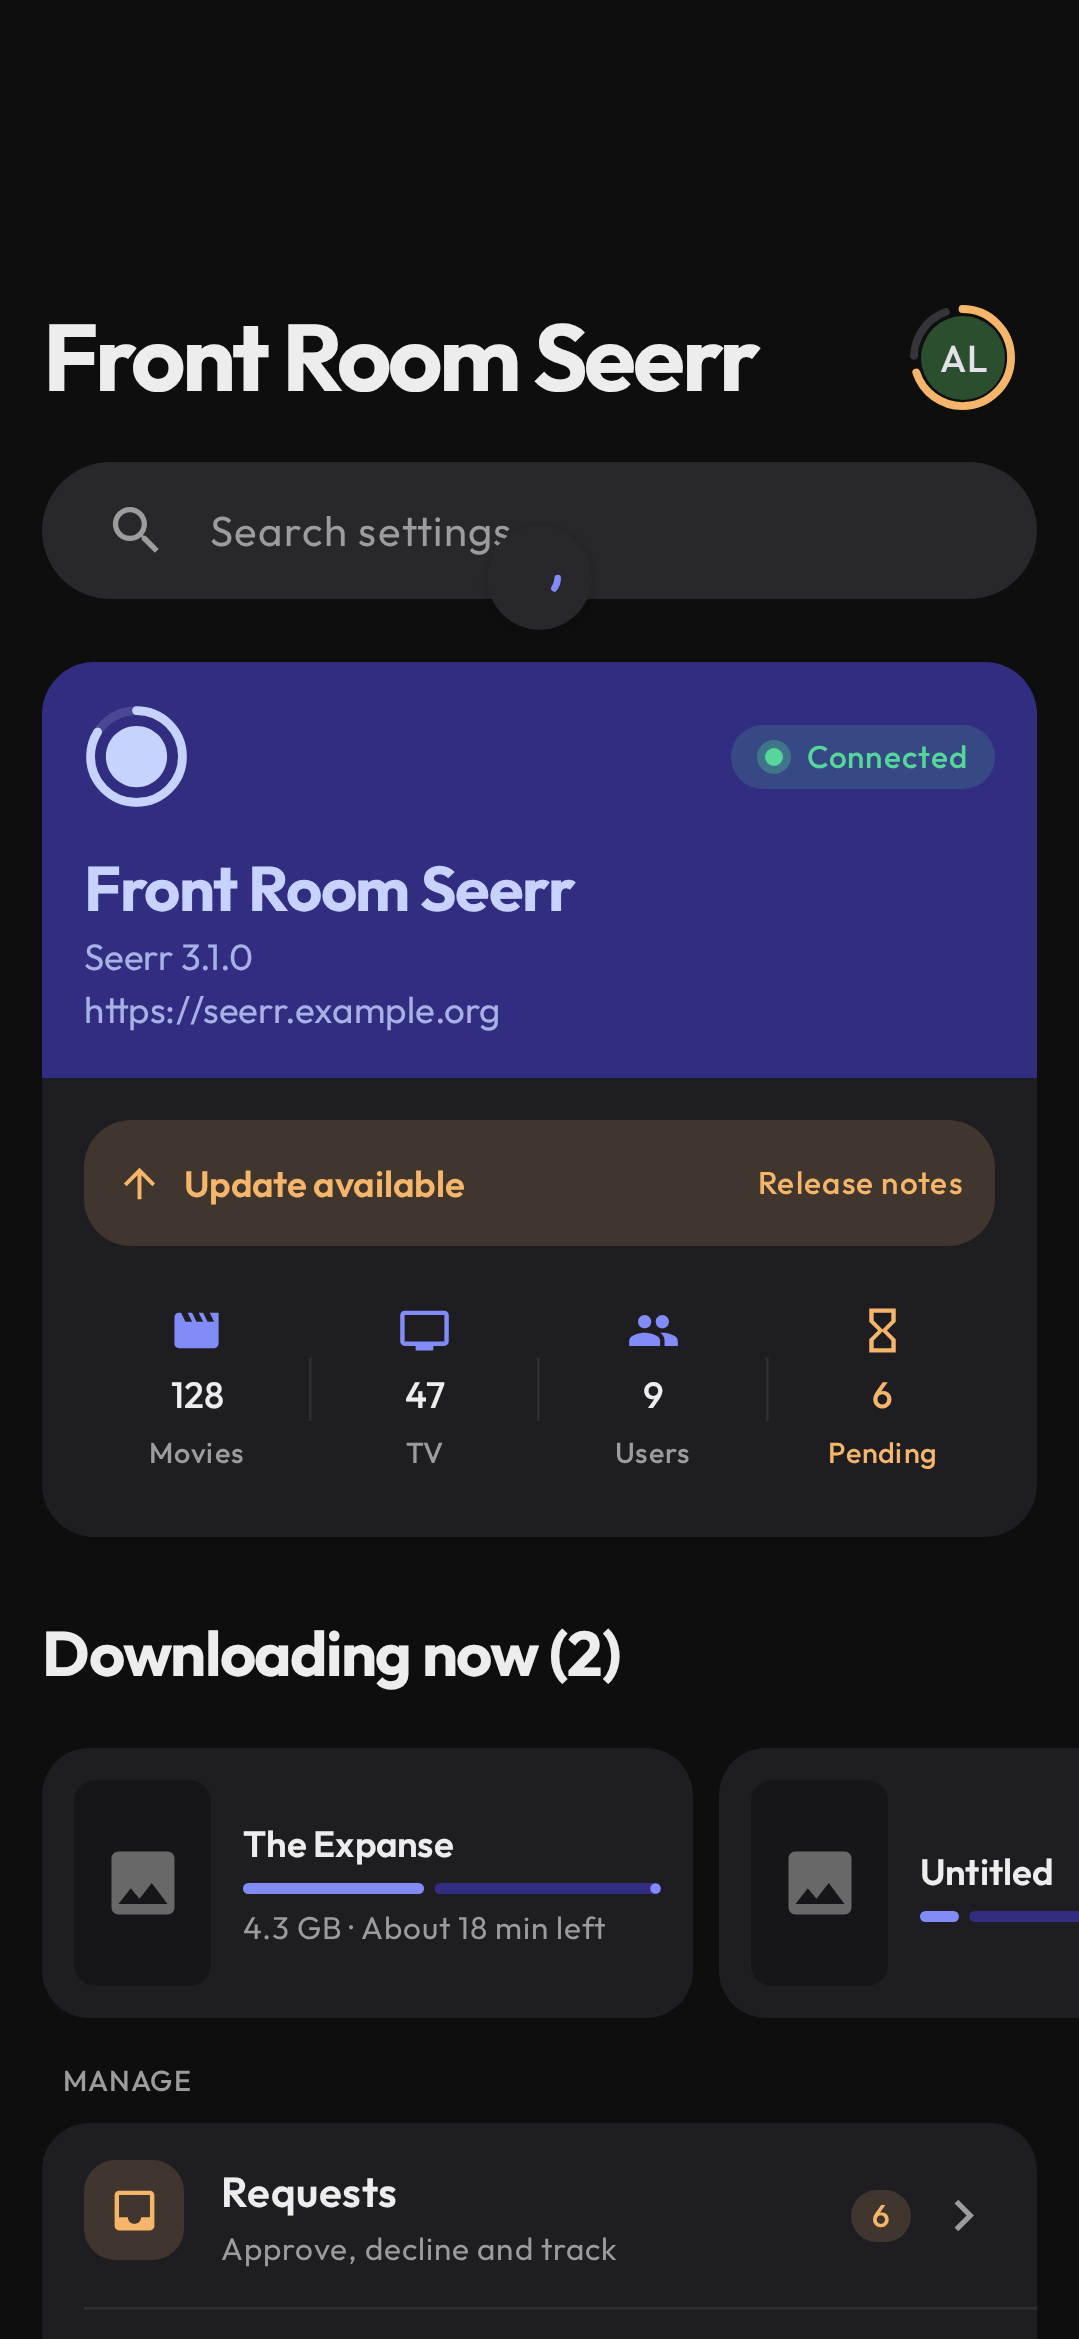 Front Room Seerr
AL
Search settings
Connected
Front Room Seerr
Seerr 3.1.0
https://seerr.example.org
Update available
Release notes
128
47
9
6
Movies
TV
Users
Pending
Downloading now (2)
The Expanse
4.3 GB · About 18 min left
Untitled
MANAGE
Requests
Approve, decline and track
6